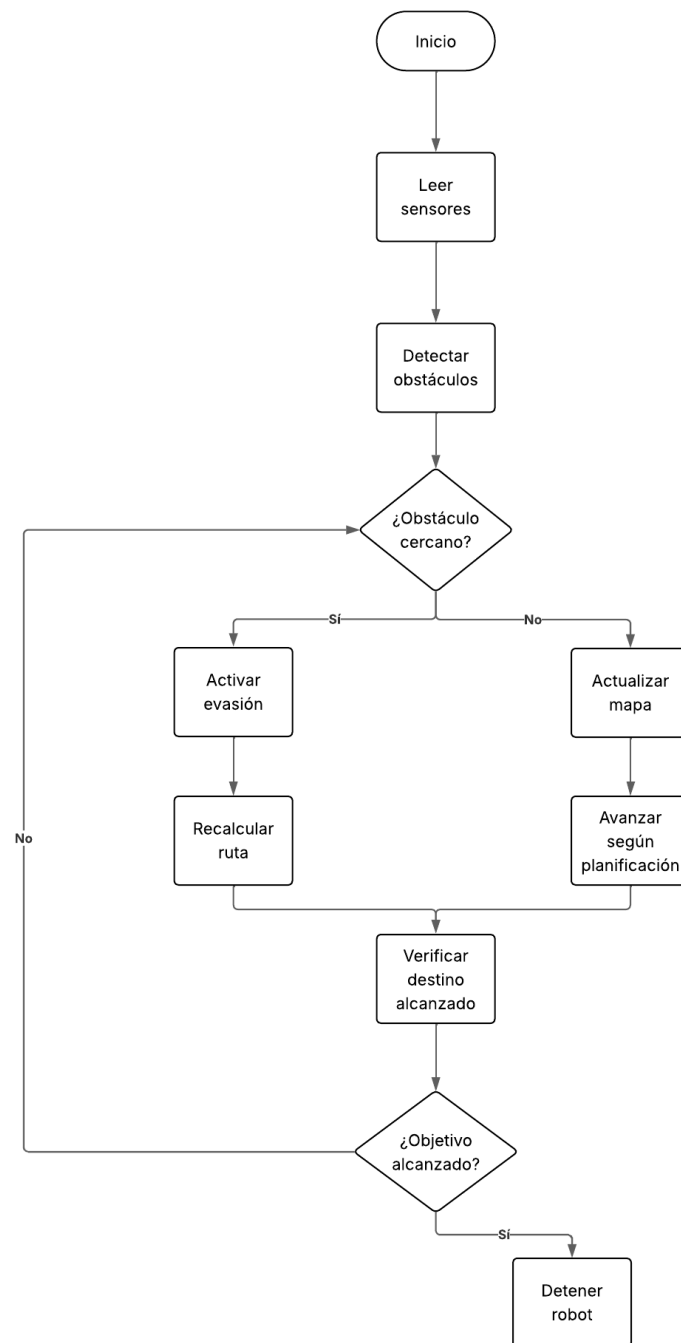 Inicio
Leer
sensores
Detectar
obstáculos
¿Obstáculo
cercano?
Sí
No
Activar
evasión
Actualizar
mapa
Recalcular
ruta
No
Avanzar
según
planificación
Verificar
destino
alcanzado
¿Objetivo
alcanzado?
Sí
Detener
robot